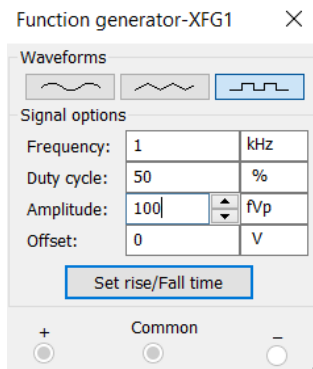 Function generator-XFG1
Waveforms
Signal options
Frequency: 1 kHz
Duty cycle: 50 %
Amplitude: 100 fVp
Offset: 0 V
Set rise/Fall time
+ Common −